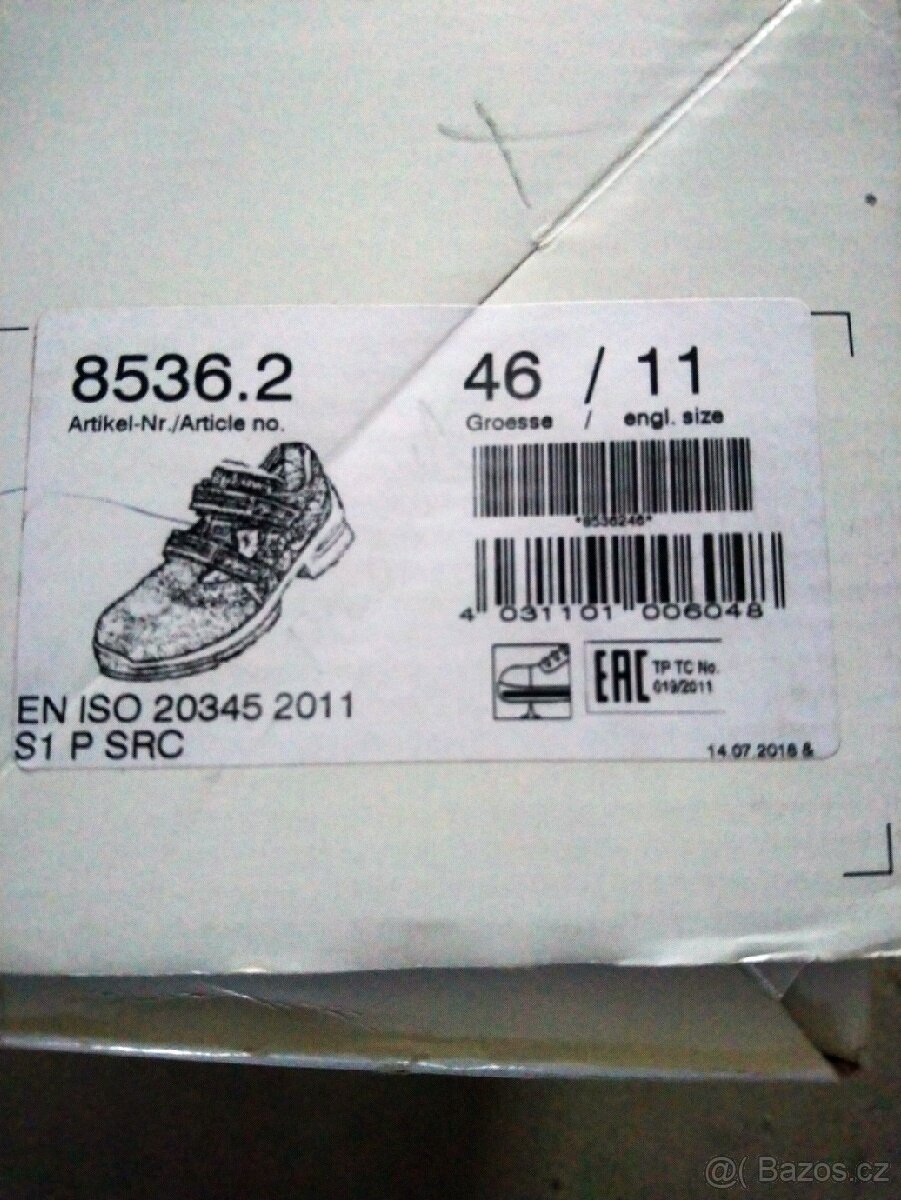 8536.2
Artikel-Nr./Article no.
46 / 11
Groesse / engl. size
*8536246*
4 031101 006048
EAC TP TC No.
019/2011
EN ISO 20345 2011
S1 P SRC
14.07.2016 &
@( Bazos.cz